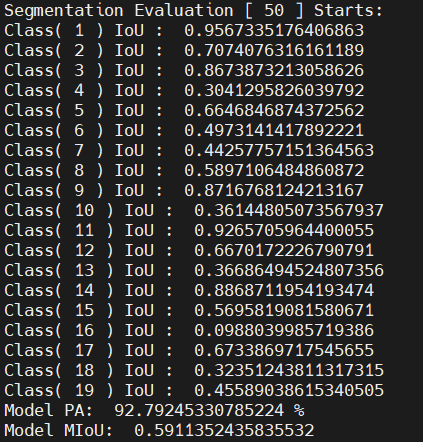 Segmentation Evaluation [ 50 ] Starts:
Class( 1 ) IoU :  0.9567335176406863
Class( 2 ) IoU :  0.7074076316161189
Class( 3 ) IoU :  0.8673873213058626
Class( 4 ) IoU :  0.3041295826039792
Class( 5 ) IoU :  0.6646846874372562
Class( 6 ) IoU :  0.4973141417892221
Class( 7 ) IoU :  0.44257757151364563
Class( 8 ) IoU :  0.5897106484860872
Class( 9 ) IoU :  0.8716768124213167
Class( 10 ) IoU :  0.36144805073567937
Class( 11 ) IoU :  0.9265705964400055
Class( 12 ) IoU :  0.6670172226790791
Class( 13 ) IoU :  0.36686494524807356
Class( 14 ) IoU :  0.8868711954193474
Class( 15 ) IoU :  0.5695819081580671
Class( 16 ) IoU :  0.0988039985719386
Class( 17 ) IoU :  0.6733869717545655
Class( 18 ) IoU :  0.32351243811317315
Class( 19 ) IoU :  0.45589038615340505
Model PA:  92.79245330785224 %
Model MIoU:  0.5911352435835532